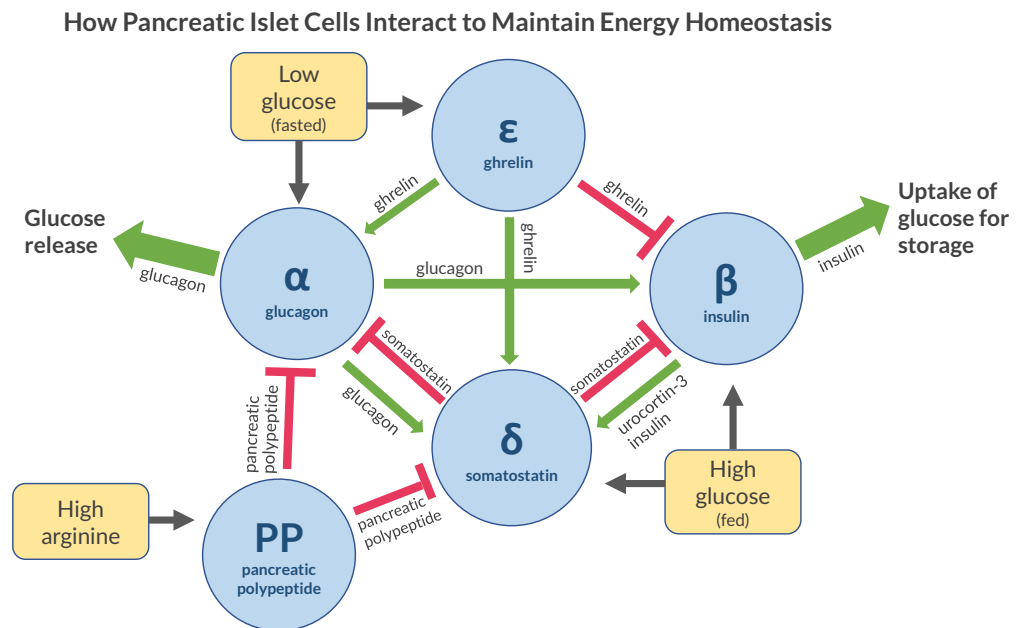 How Pancreatic Islet Cells Interact to Maintain Energy Homeostasis
Low
glucose
(fasted)
ε
ghrelin
ghrelin
ghrelin
ghrelin
Glucose
release
glucagon
α
glucagon
glucagon
β
insulin
insulin
Uptake of
glucose for
storage
somatostatin
glucagon
somatostatin
urocortin-3
insulin
δ
somatostatin
pancreatic
polypeptide
pancreatic
polypeptide
High
arginine
PP
pancreatic
polypeptide
High
glucose
(fed)